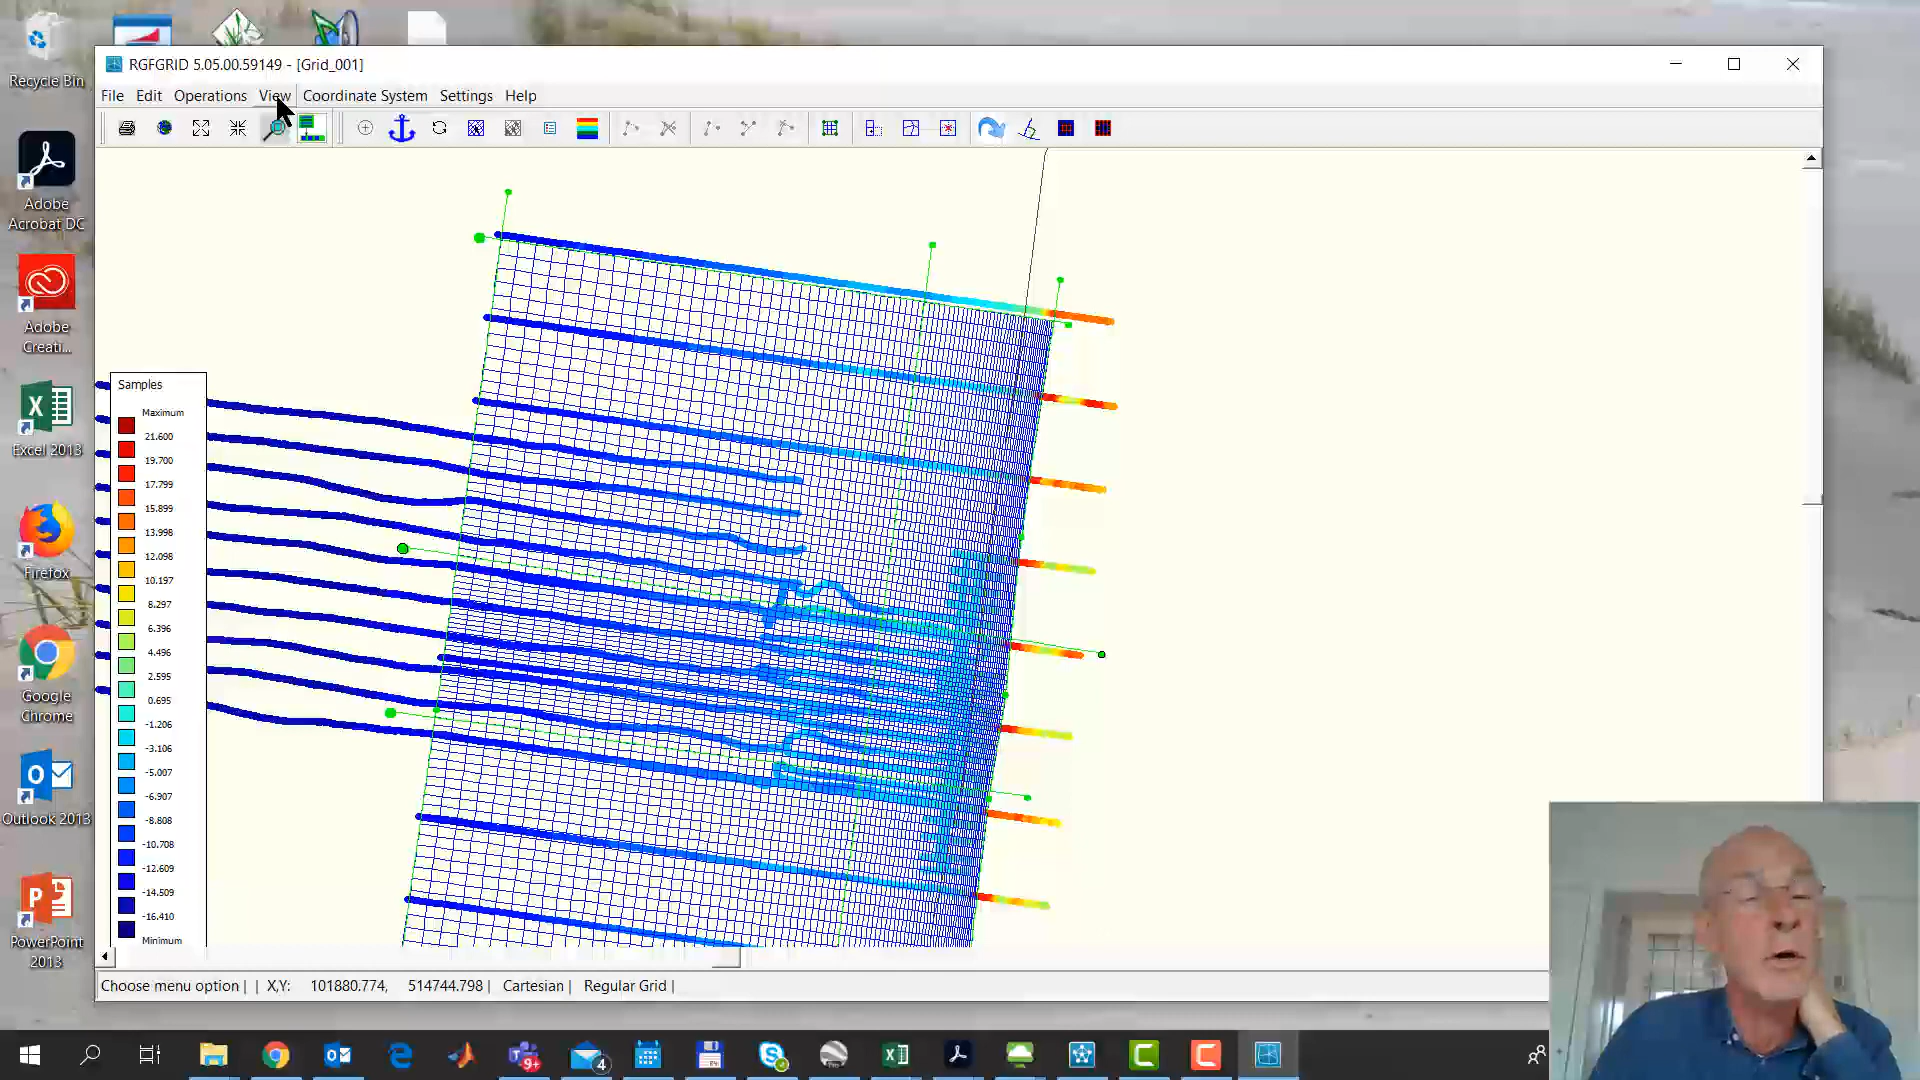 RGFGRID 5.05.00.59149 - [Grid_001]
File Edit Operations View Coordinate System Settings Help
Recycle Bin
Adobe
Acrobat DC
Adobe
Creati...
Excel 2013
Firefox
Google
Chrome
Outlook 2013
PowerPoint
2013
Samples
Maximum
21.600
19.700
17.799
15.899
13.998
12.098
10.197
8.297
6.396
4.496
2.595
0.695
-1.206
-3.106
-5.007
-6.907
-8.808
-10.708
-12.609
-14.509
-16.410
Minimum
Choose menu option | | X,Y: 101880.774, 514744.798 | Cartesian | Regular Grid |
9+
4